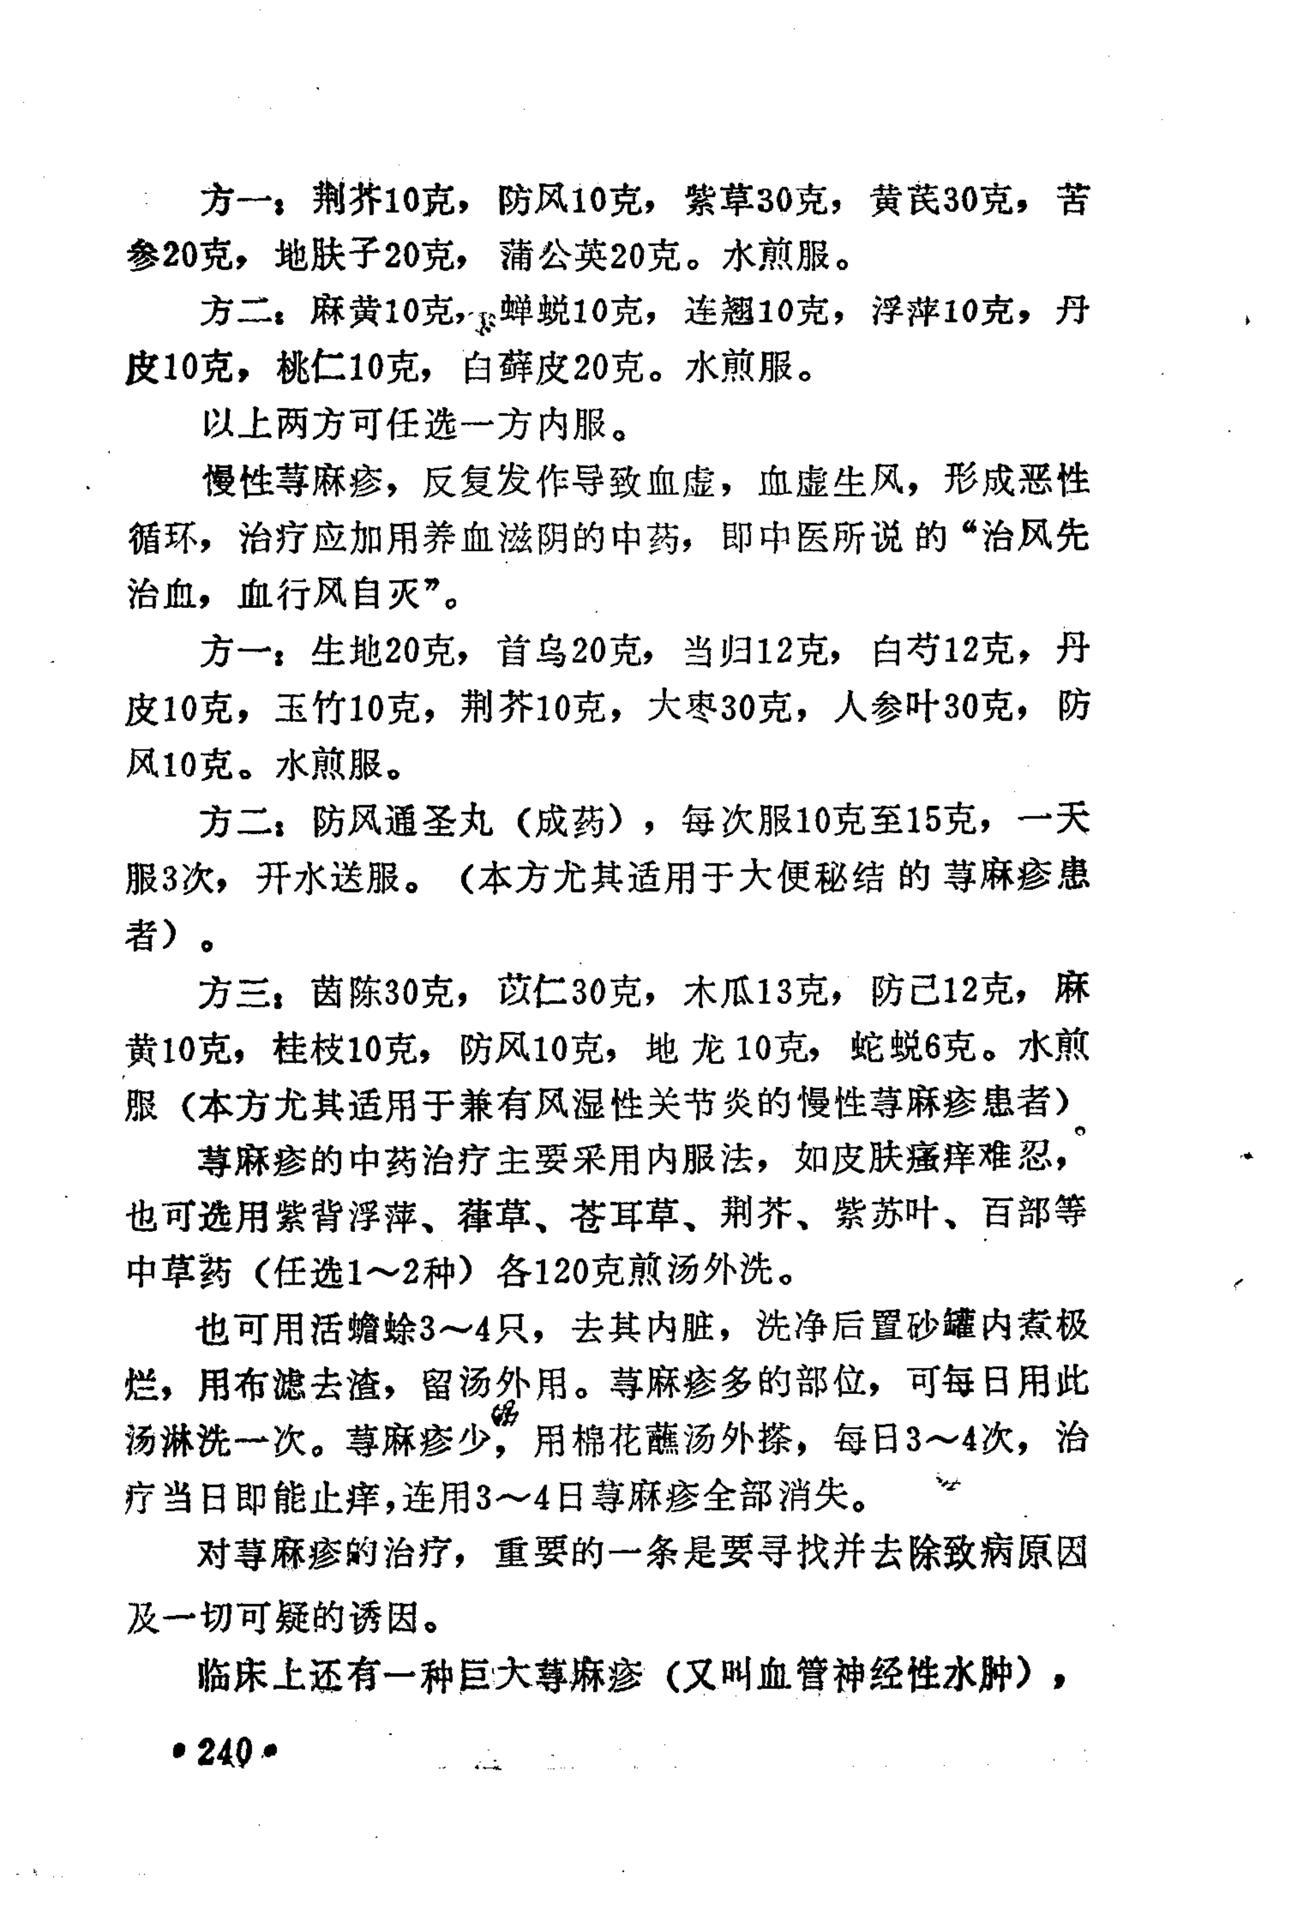 方一：荆芥10克，防风10克，紫草30克，黄芪30克，苦
参20克，地肤子20克，蒲公英20克。水煎服。
方二：麻黄10克，蝉蜕10克，连翘10克，浮萍10克，丹
皮10克，桃仁10克，白藓皮20克。水煎服。
以上两方可任选一方内服。
慢性荨麻疹，反复发作导致血虚，血虚生风，形成恶性
循环，治疗应加用养血滋阴的中药，即中医所说的“治风先
治血，血行风自灭”。
方一：生地20克，首乌20克，当归12克，白芍12克，丹
皮10克，玉竹10克，荆芥10克，大枣30克，人参叶30克，防
风10克。水煎服。
方二：防风通圣丸（成药），每次服10克至15克，一天
服3次，开水送服。（本方尤其适用于大便秘结的荨麻疹患
者）。
方三：茵陈30克，苡仁30克，木瓜13克，防己12克，麻
黄10克，桂枝10克，防风10克，地龙10克，蛇蜕6克。水煎
服（本方尤其适用于兼有风湿性关节炎的慢性荨麻疹患者）。
荨麻疹的中药治疗主要采用内服法，如皮肤瘙痒难忍，
也可选用紫背浮萍、葎草、苍耳草、荆芥、紫苏叶、百部等
中草药（任选1～2种）各120克煎汤外洗。
也可用活蟾蜍3～4只，去其内脏，洗净后置砂罐内煮极
烂，用布滤去渣，留汤外用。荨麻疹多的部位，可每日用此
汤淋洗一次。荨麻疹少，用棉花蘸汤外搽，每日3～4次，治
疗当日即能止痒，连用3～4日荨麻疹全部消失。
对荨麻疹的治疗，重要的一条是要寻找并去除致病原因
及一切可疑的诱因。
临床上还有一种巨大荨麻疹（又叫血管神经性水肿），
•240•